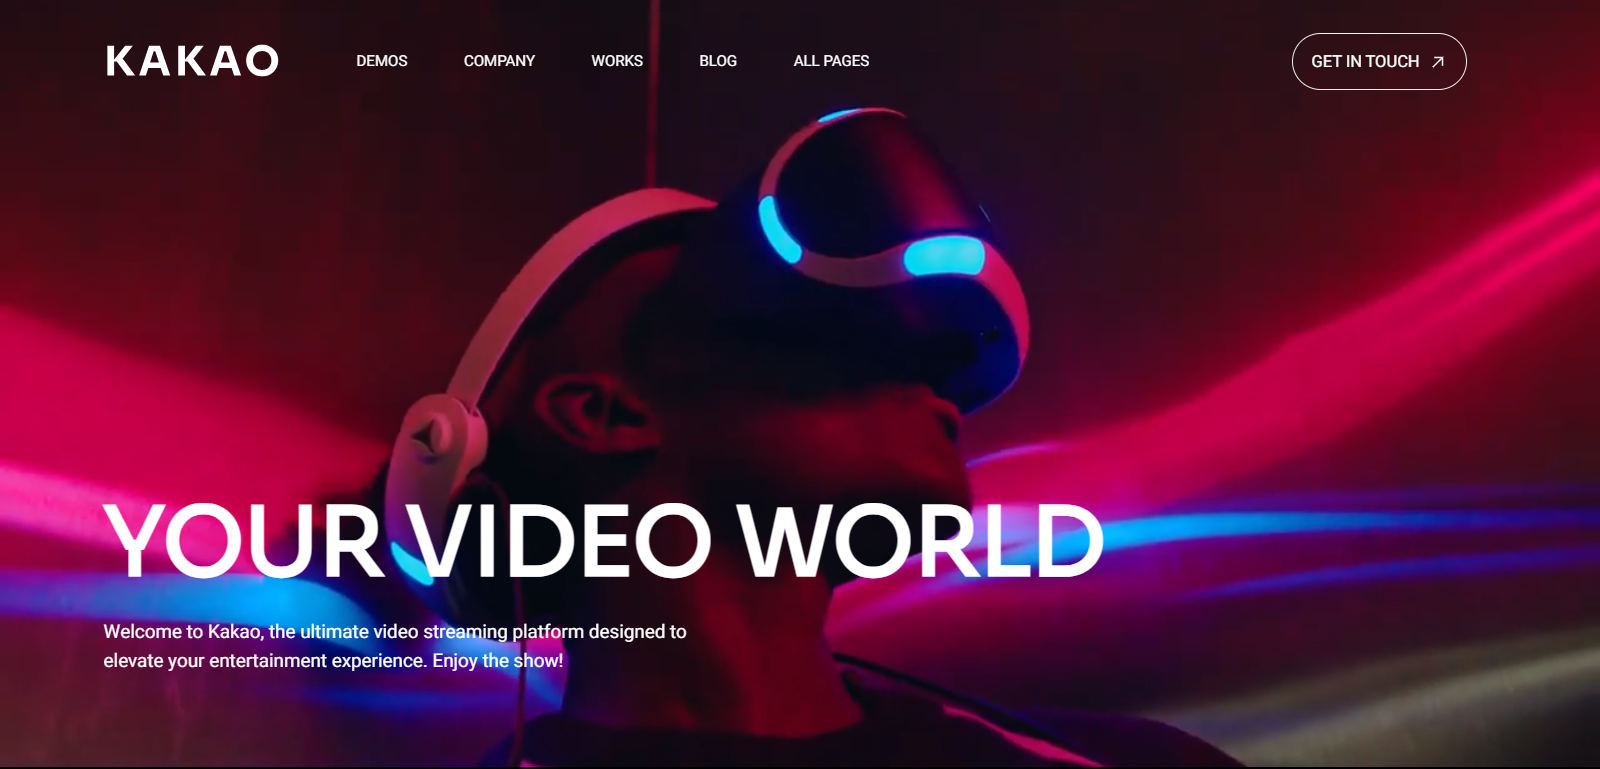 KAKAO
DEMOS
COMPANY
WORKS
BLOG
ALL PAGES
GET IN TOUCH
YOUR VIDEO WORLD
Welcome to Kakao, the ultimate video streaming platform designed to
elevate your entertainment experience. Enjoy the show!